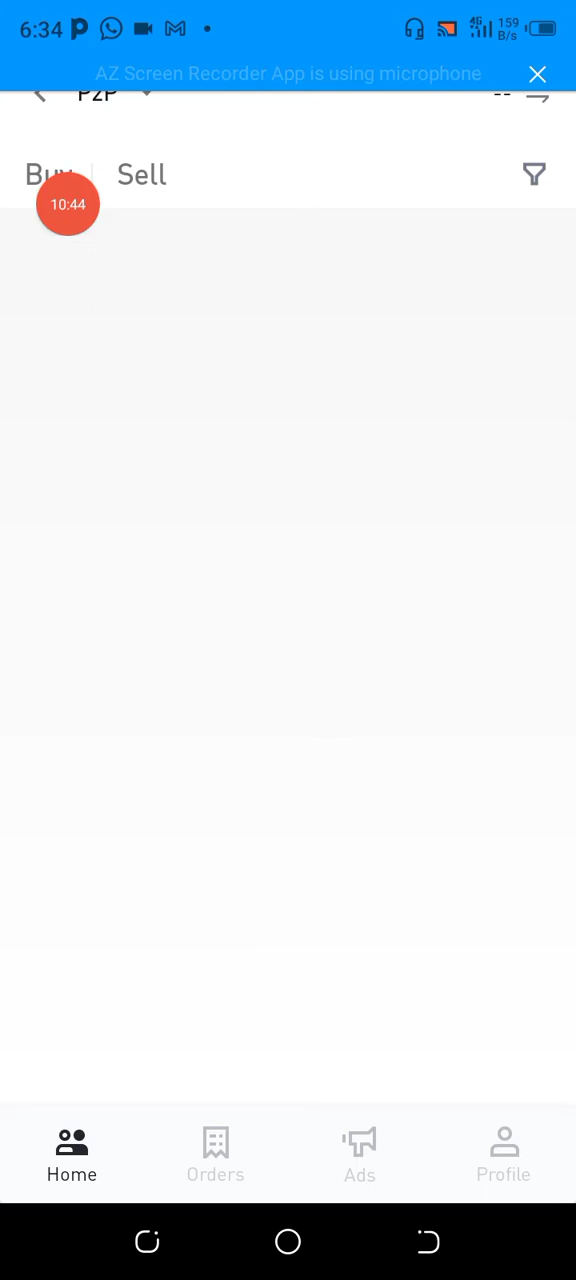 6:34
4G 159 B/s
AZ Screen Recorder App is using microphone
P2P
--
Buy Sell
10:44
Home Orders Ads Profile